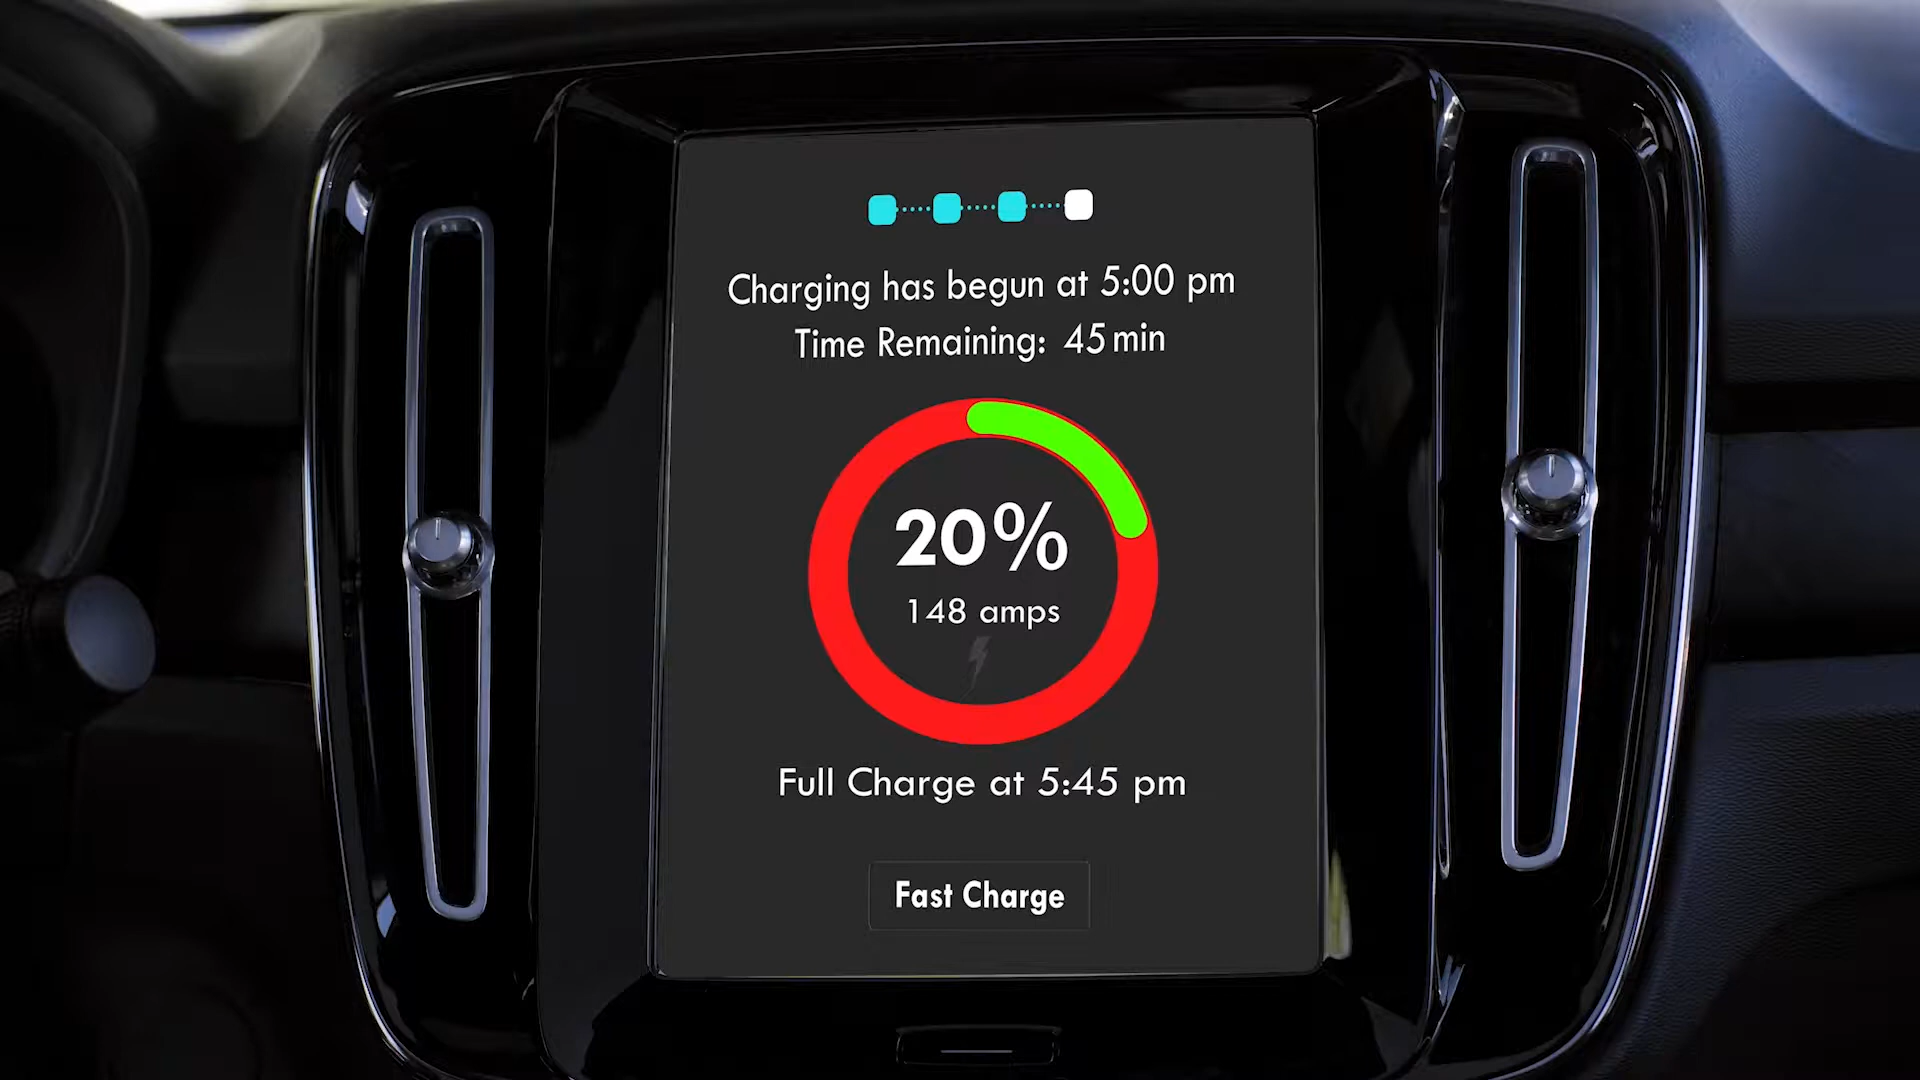 Charging has begun at 5:00 pm
Time Remaining: 45 min
20%
148 amps
Full Charge at 5:45 pm
Fast Charge